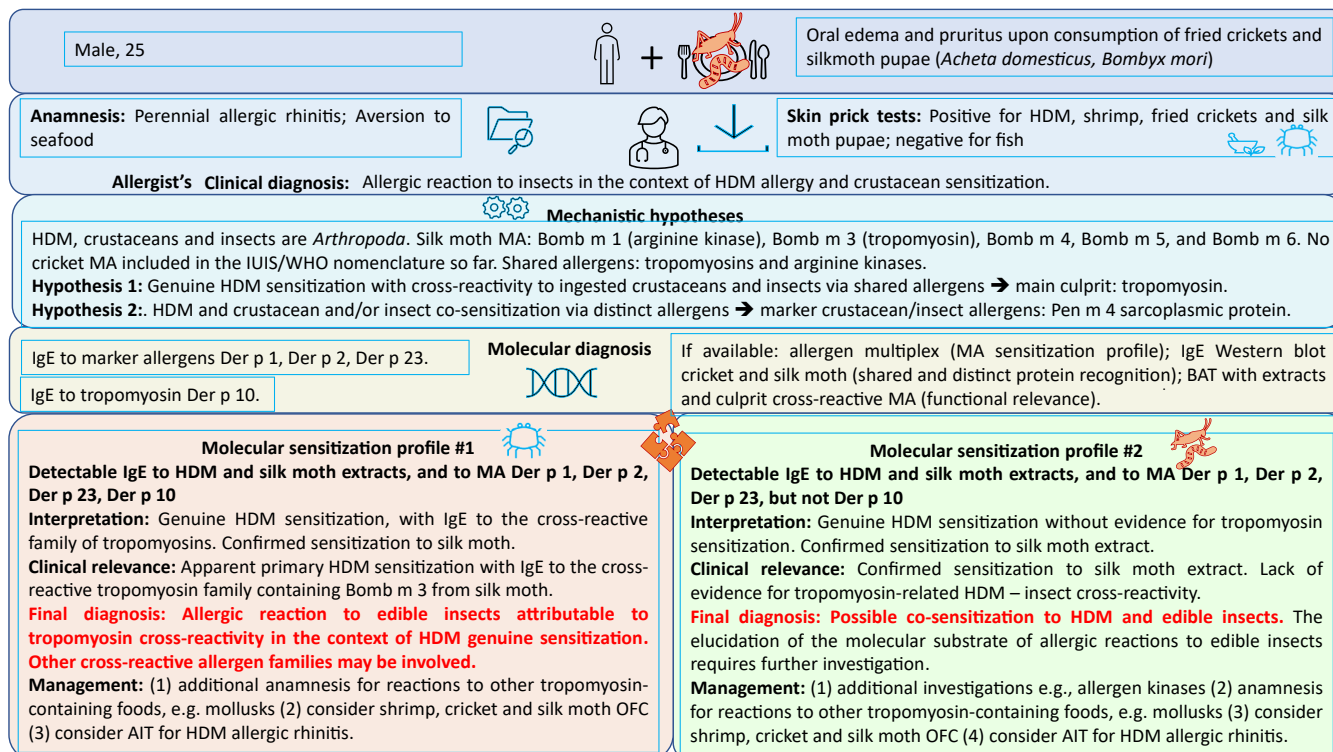 Male, 25
Oral edema and pruritus upon consumption of fried crickets and
silkmoth pupae (Acheta domesticus, Bombyx mori)
Anamnesis: Perennial allergic rhinitis; Aversion to
seafood
Skin prick tests: Positive for HDM, shrimp, fried crickets and silk
moth pupae; negative for fish
Allergist's Clinical diagnosis: Allergic reaction to insects in the context of HDM allergy and crustacean sensitization.
Mechanistic hypotheses
HDM, crustaceans and insects are Arthropoda. Silk moth MA: Bomb m 1 (arginine kinase), Bomb m 3 (tropomyosin), Bomb m 4, Bomb m 5, and Bomb m 6. No
cricket MA included in the IUIS/WHO nomenclature so far. Shared allergens: tropomyosins and arginine kinases.
Hypothesis 1: Genuine HDM sensitization with cross-reactivity to ingested crustaceans and insects via shared allergens ➔ main culprit: tropomyosin.
Hypothesis 2:. HDM and crustacean and/or insect co-sensitization via distinct allergens ➔ marker crustacean/insect allergens: Pen m 4 sarcoplasmic protein.
IgE to marker allergens Der p 1, Der p 2, Der p 23.
IgE to tropomyosin Der p 10.
Molecular diagnosis
If available: allergen multiplex (MA sensitization profile); IgE Western blot
cricket and silk moth (shared and distinct protein recognition); BAT with extracts
and culprit cross-reactive MA (functional relevance).
Molecular sensitization profile #1
Detectable IgE to HDM and silk moth extracts, and to MA Der p 1, Der p 2,
Der p 23, Der p 10
Interpretation: Genuine HDM sensitization, with IgE to the cross-reactive
family of tropomyosins. Confirmed sensitization to silk moth.
Clinical relevance: Apparent primary HDM sensitization with IgE to the cross-
reactive tropomyosin family containing Bomb m 3 from silk moth.
Final diagnosis: Allergic reaction to edible insects attributable to
tropomyosin cross-reactivity in the context of HDM genuine sensitization.
Other cross-reactive allergen families may be involved.
Management: (1) additional anamnesis for reactions to other tropomyosin-
containing foods, e.g. mollusks (2) consider shrimp, cricket and silk moth OFC
(3) consider AIT for HDM allergic rhinitis.
Molecular sensitization profile #2
Detectable IgE to HDM and silk moth extracts, and to MA Der p 1, Der p 2,
Der p 23, but not Der p 10
Interpretation: Genuine HDM sensitization without evidence for tropomyosin
sensitization. Confirmed sensitization to silk moth extract.
Clinical relevance: Confirmed sensitization to silk moth extract. Lack of
evidence for tropomyosin-related HDM – insect cross-reactivity.
Final diagnosis: Possible co-sensitization to HDM and edible insects. The
elucidation of the molecular substrate of allergic reactions to edible insects
requires further investigation.
Management: (1) additional investigations e.g., allergen kinases (2) anamnesis
for reactions to other tropomyosin-containing foods, e.g. mollusks (3) consider
shrimp, cricket and silk moth OFC (4) consider AIT for HDM allergic rhinitis.